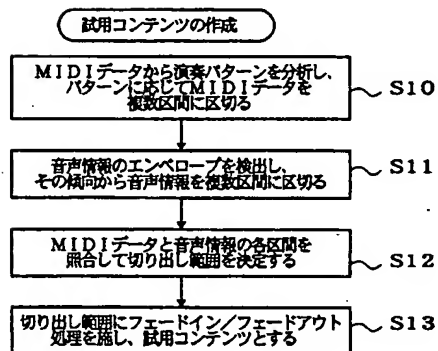 試用コンテンツの作成
MIDIデータから演奏パターンを分析し、
パターンに応じてMIDIデータを
複数区間に区切る
S10
音声情報のエンベロープを検出し、
その傾向から音声情報を複数区間に区切る
S11
MIDIデータと音声情報の各区間を
照合して切り出し範囲を決定する
S12
切り出し範囲にフェードイン/フェードアウト
処理を施し、試用コンテンツとする
S13